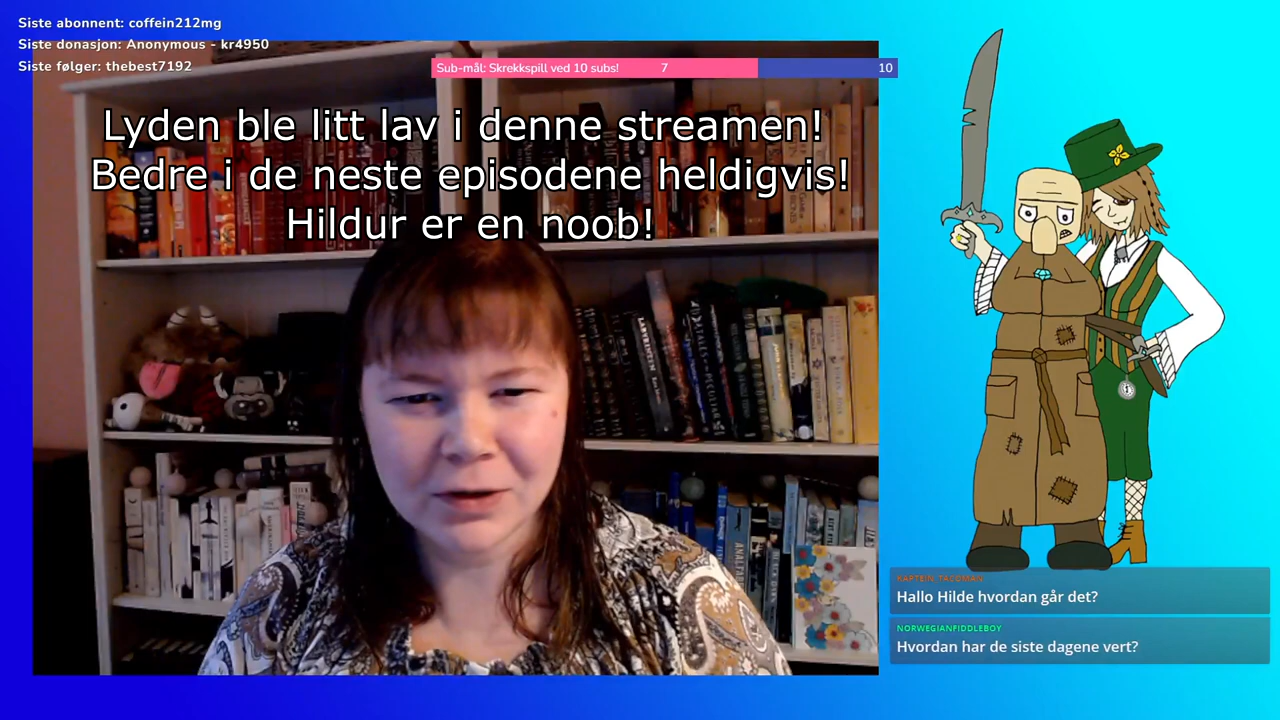 Siste abonnent: coffein212mg
Siste donasjon: Anonymous - kr4950
Siste følger: thebest7192
Sub-mål: Skrekkspill ved 10 subs! 7 10
Lyden ble litt lav i denne streamen!
Bedre i de neste episodene heldigvis!
Hildur er en noob!
LABYRINTEN
KAPTEIN TALOMAN
Hallo Hilde hvordan går det?
NORWEGIANFIDDLEBOY
Hvordan har de siste dagene vert?